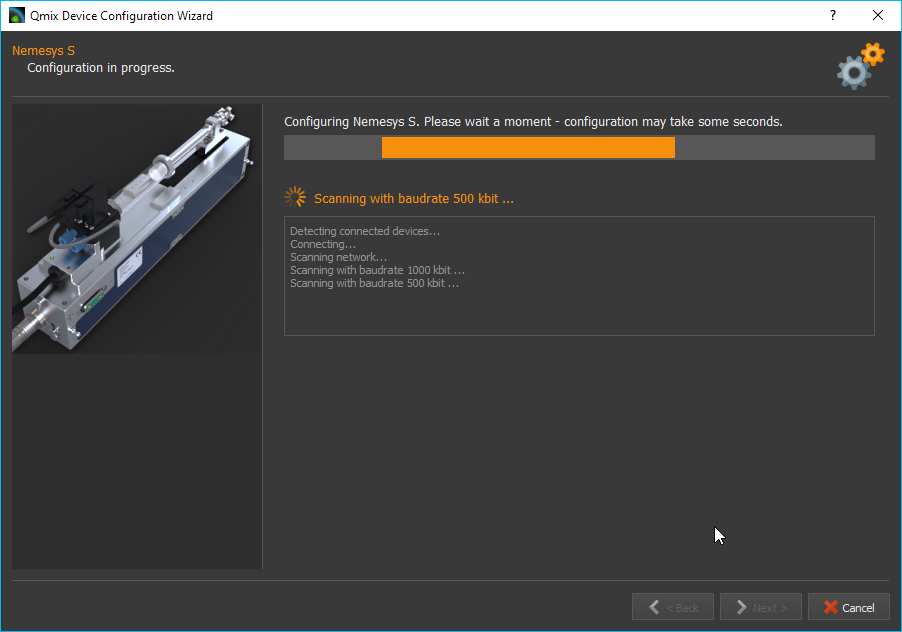 Qmix Device Configuration Wizard
?
Nemesys S
Configuration in progress.
Configuring Nemesys S. Please wait a moment - configuration may take some seconds.
Scanning with baudrate 500 kbit ...
Detecting connected devices...
Connecting...
Scanning network...
Scanning with baudrate 1000 kbit ...
Scanning with baudrate 500 kbit ...
< Back
Next >
Cancel